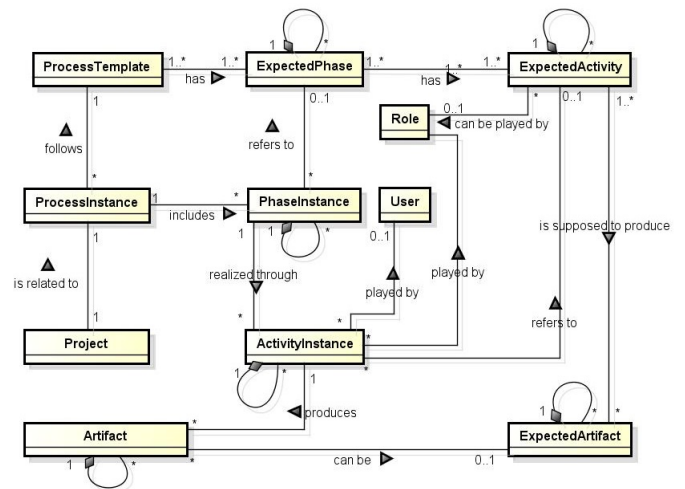 1 *
1 *
ProcessTemplate 1..* 1..* ExpectedPhase 1..* 1..* 1..* ExpectedActivity
has has
1 0..1 * 0..1 1..*
Role 0..1
can be played by
follows refers to
* *
ProcessInstance 1 * PhaseInstance User
includes
1 1 1 * 0..1
is supposed to produce
is related to realized through played by played by
refers to
1 * * *
Project ActivityInstance *
1 * 1
produces
1 *
* *
Artifact ExpectedArtifact
* can be 0..1
1 *